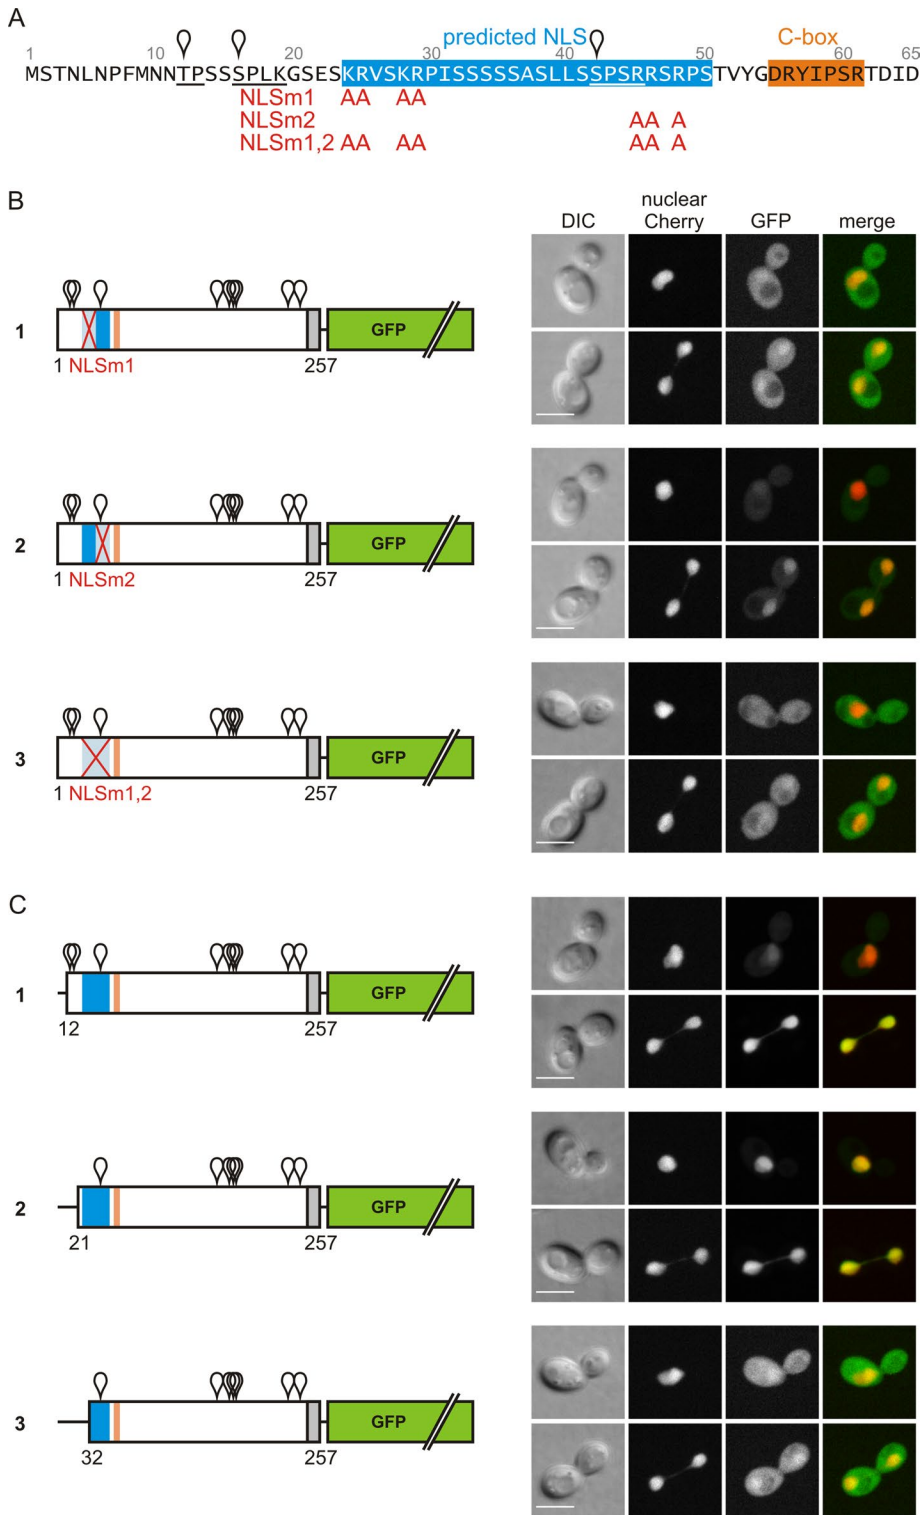 A
predicted NLS C-box
1 10 20 30 40 50 60 65
MSTNLNPFMNNTPSSSPLKGSESKRVSKRPISSSSSASLLSSPSRRSRPSTVYGDRYIPSRTDID
NLSm1 AA AA
NLSm2 AA A
NLSm1,2 AA AA AA A
B
DIC nuclear Cherry GFP merge
1 GFP
1 NLSm1 257
2 GFP
1 NLSm2 257
3 GFP
1 NLSm1,2 257
C
1 GFP
12 257
2 GFP
21 257
3 GFP
32 257